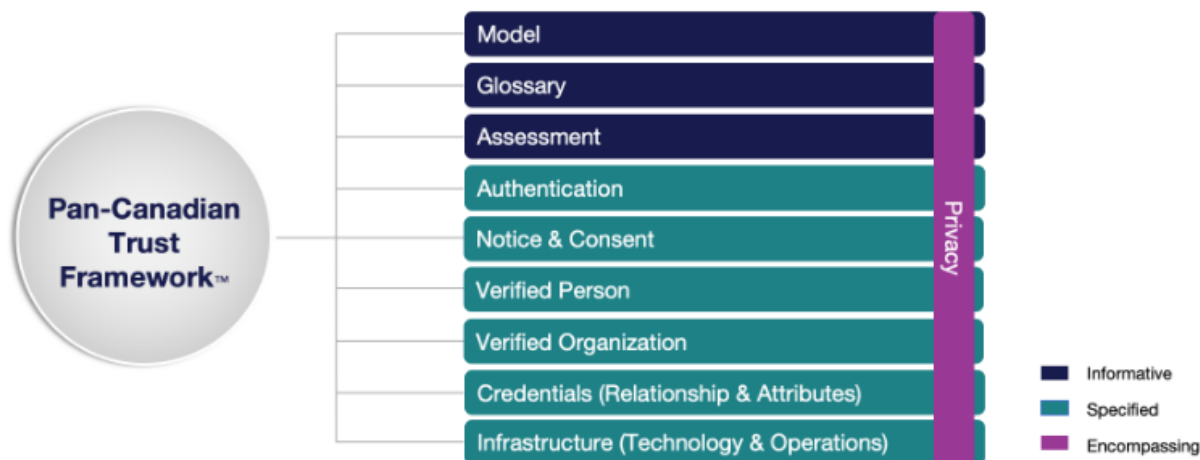 Pan-Canadian
Trust
Framework™
Model
Glossary
Assessment
Authentication
Notice & Consent
Verified Person
Verified Organization
Credentials (Relationship & Attributes)
Infrastructure (Technology & Operations)
Privacy
Informative
Specified
Encompassing